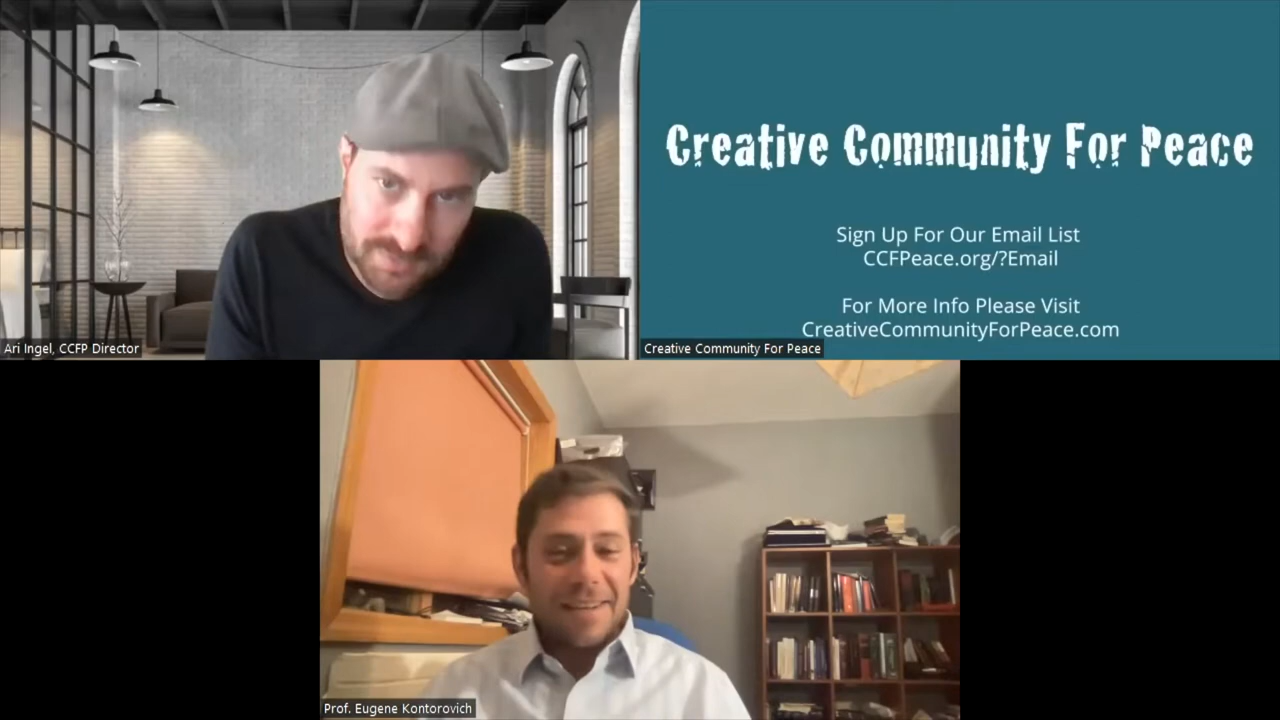 Creative Community For Peace
Sign Up For Our Email List
CCFPeace.org/?Email
For More Info Please Visit
CreativeCommunityForPeace.com
Ari Ingel, CCFP Director
Creative Community For Peace
Prof. Eugene Kontorovich